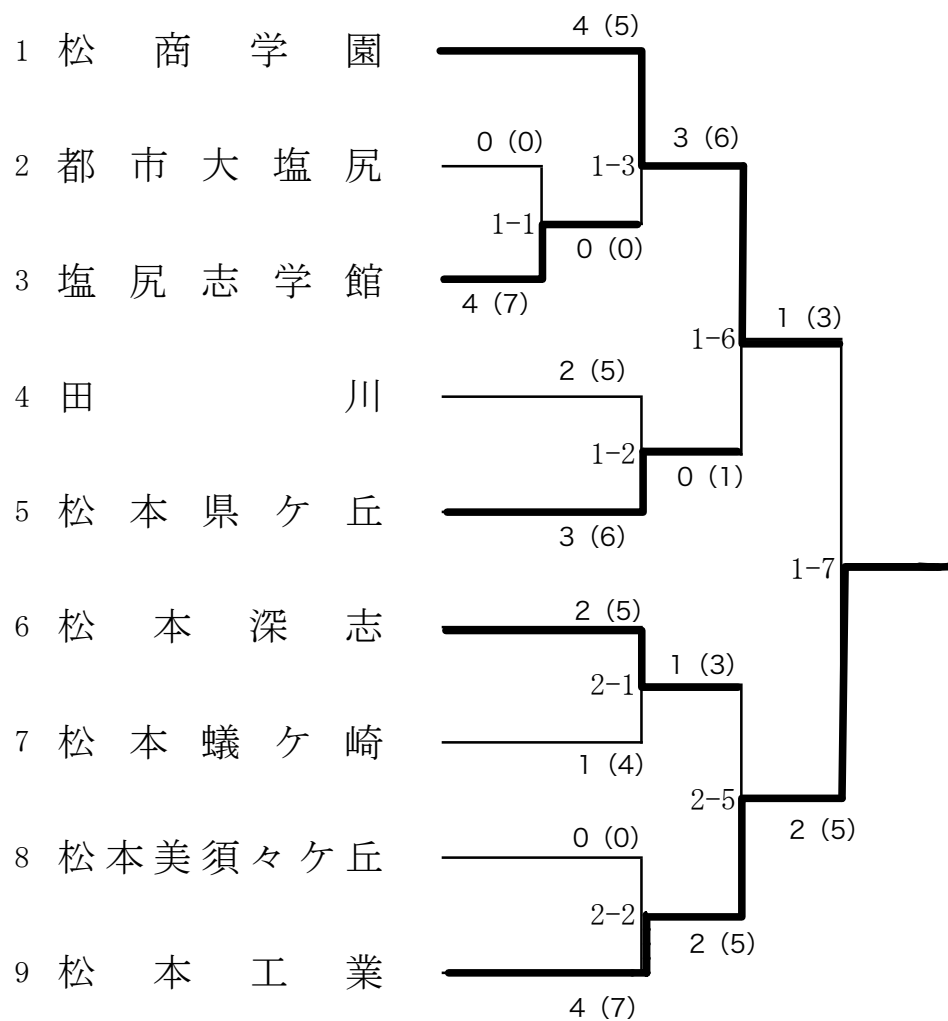 4 (5)
1 松商学園
3 (6)
0 (0)
2 都市大塩尻
1-3
1-1
0 (0)
3 塩尻志学館
4 (7)
1 (3)
1-6
2 (5)
4 田川
1-2
0 (1)
5 松本県ケ丘
3 (6)
1-7
2 (5)
6 松本深志
1 (3)
2-1
7 松本蟻ケ崎
1 (4)
2-5
2 (5)
0 (0)
8 松本美須々ケ丘
2-2
2 (5)
9 松本工業
4 (7)